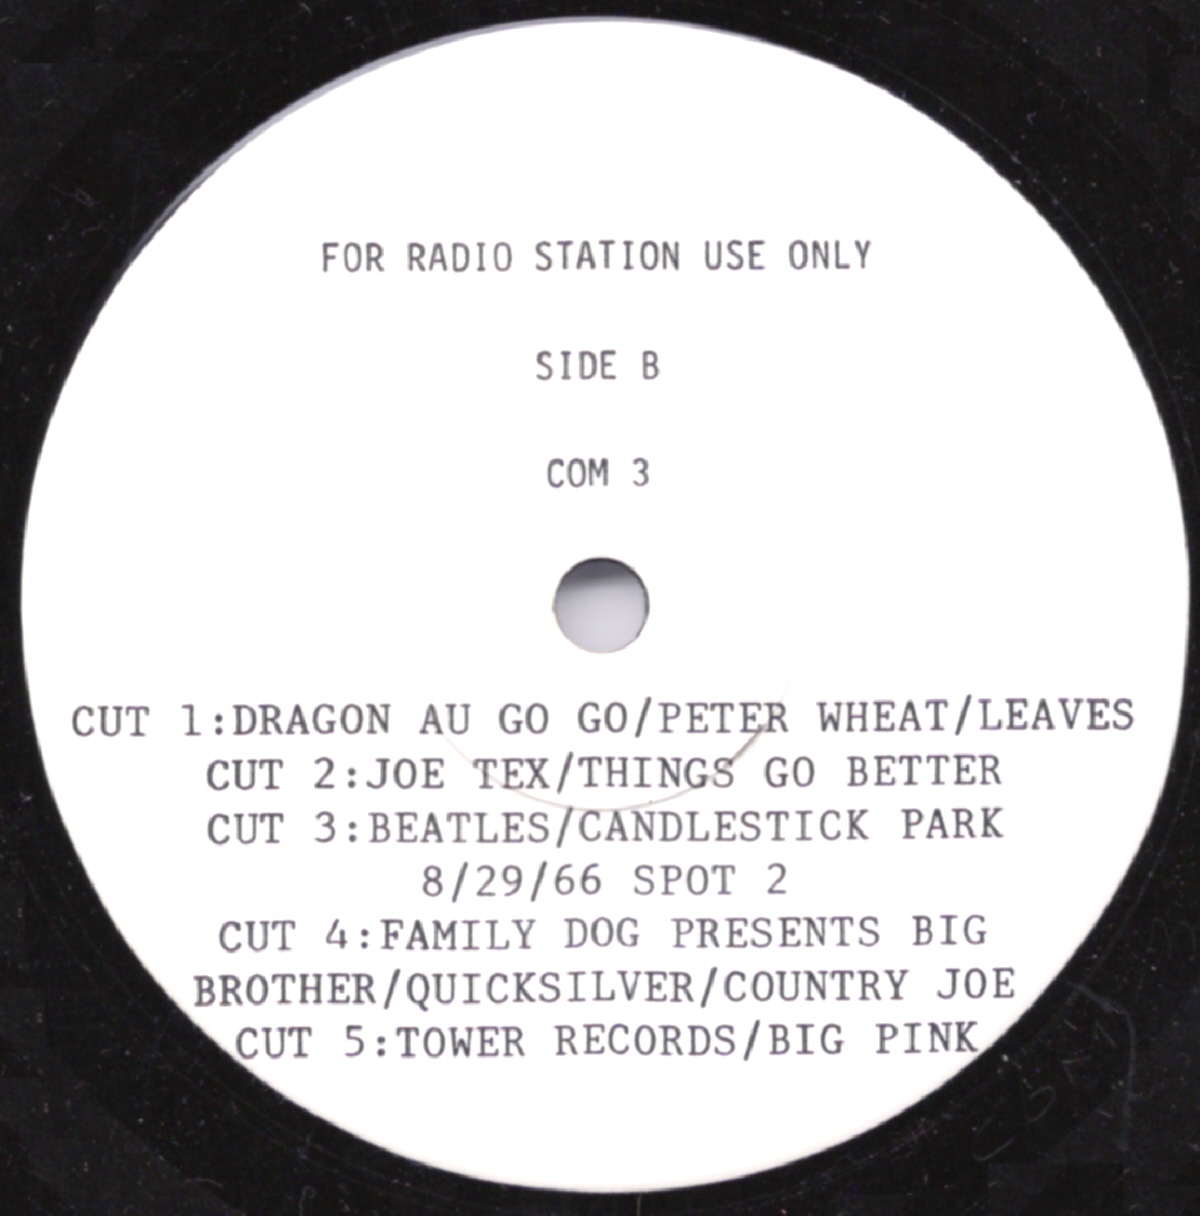 FOR RADIO STATION USE ONLY
SIDE B
COM 3
CUT 1:DRAGON AU GO GO/PETER WHEAT/LEAVES
CUT 2:JOE TEX/THINGS GO BETTER
CUT 3:BEATLES/CANDLESTICK PARK
8/29/66 SPOT 2
CUT 4:FAMILY DOG PRESENTS BIG
BROTHER/QUICKSILVER/COUNTRY JOE
CUT 5:TOWER RECORDS/BIG PINK